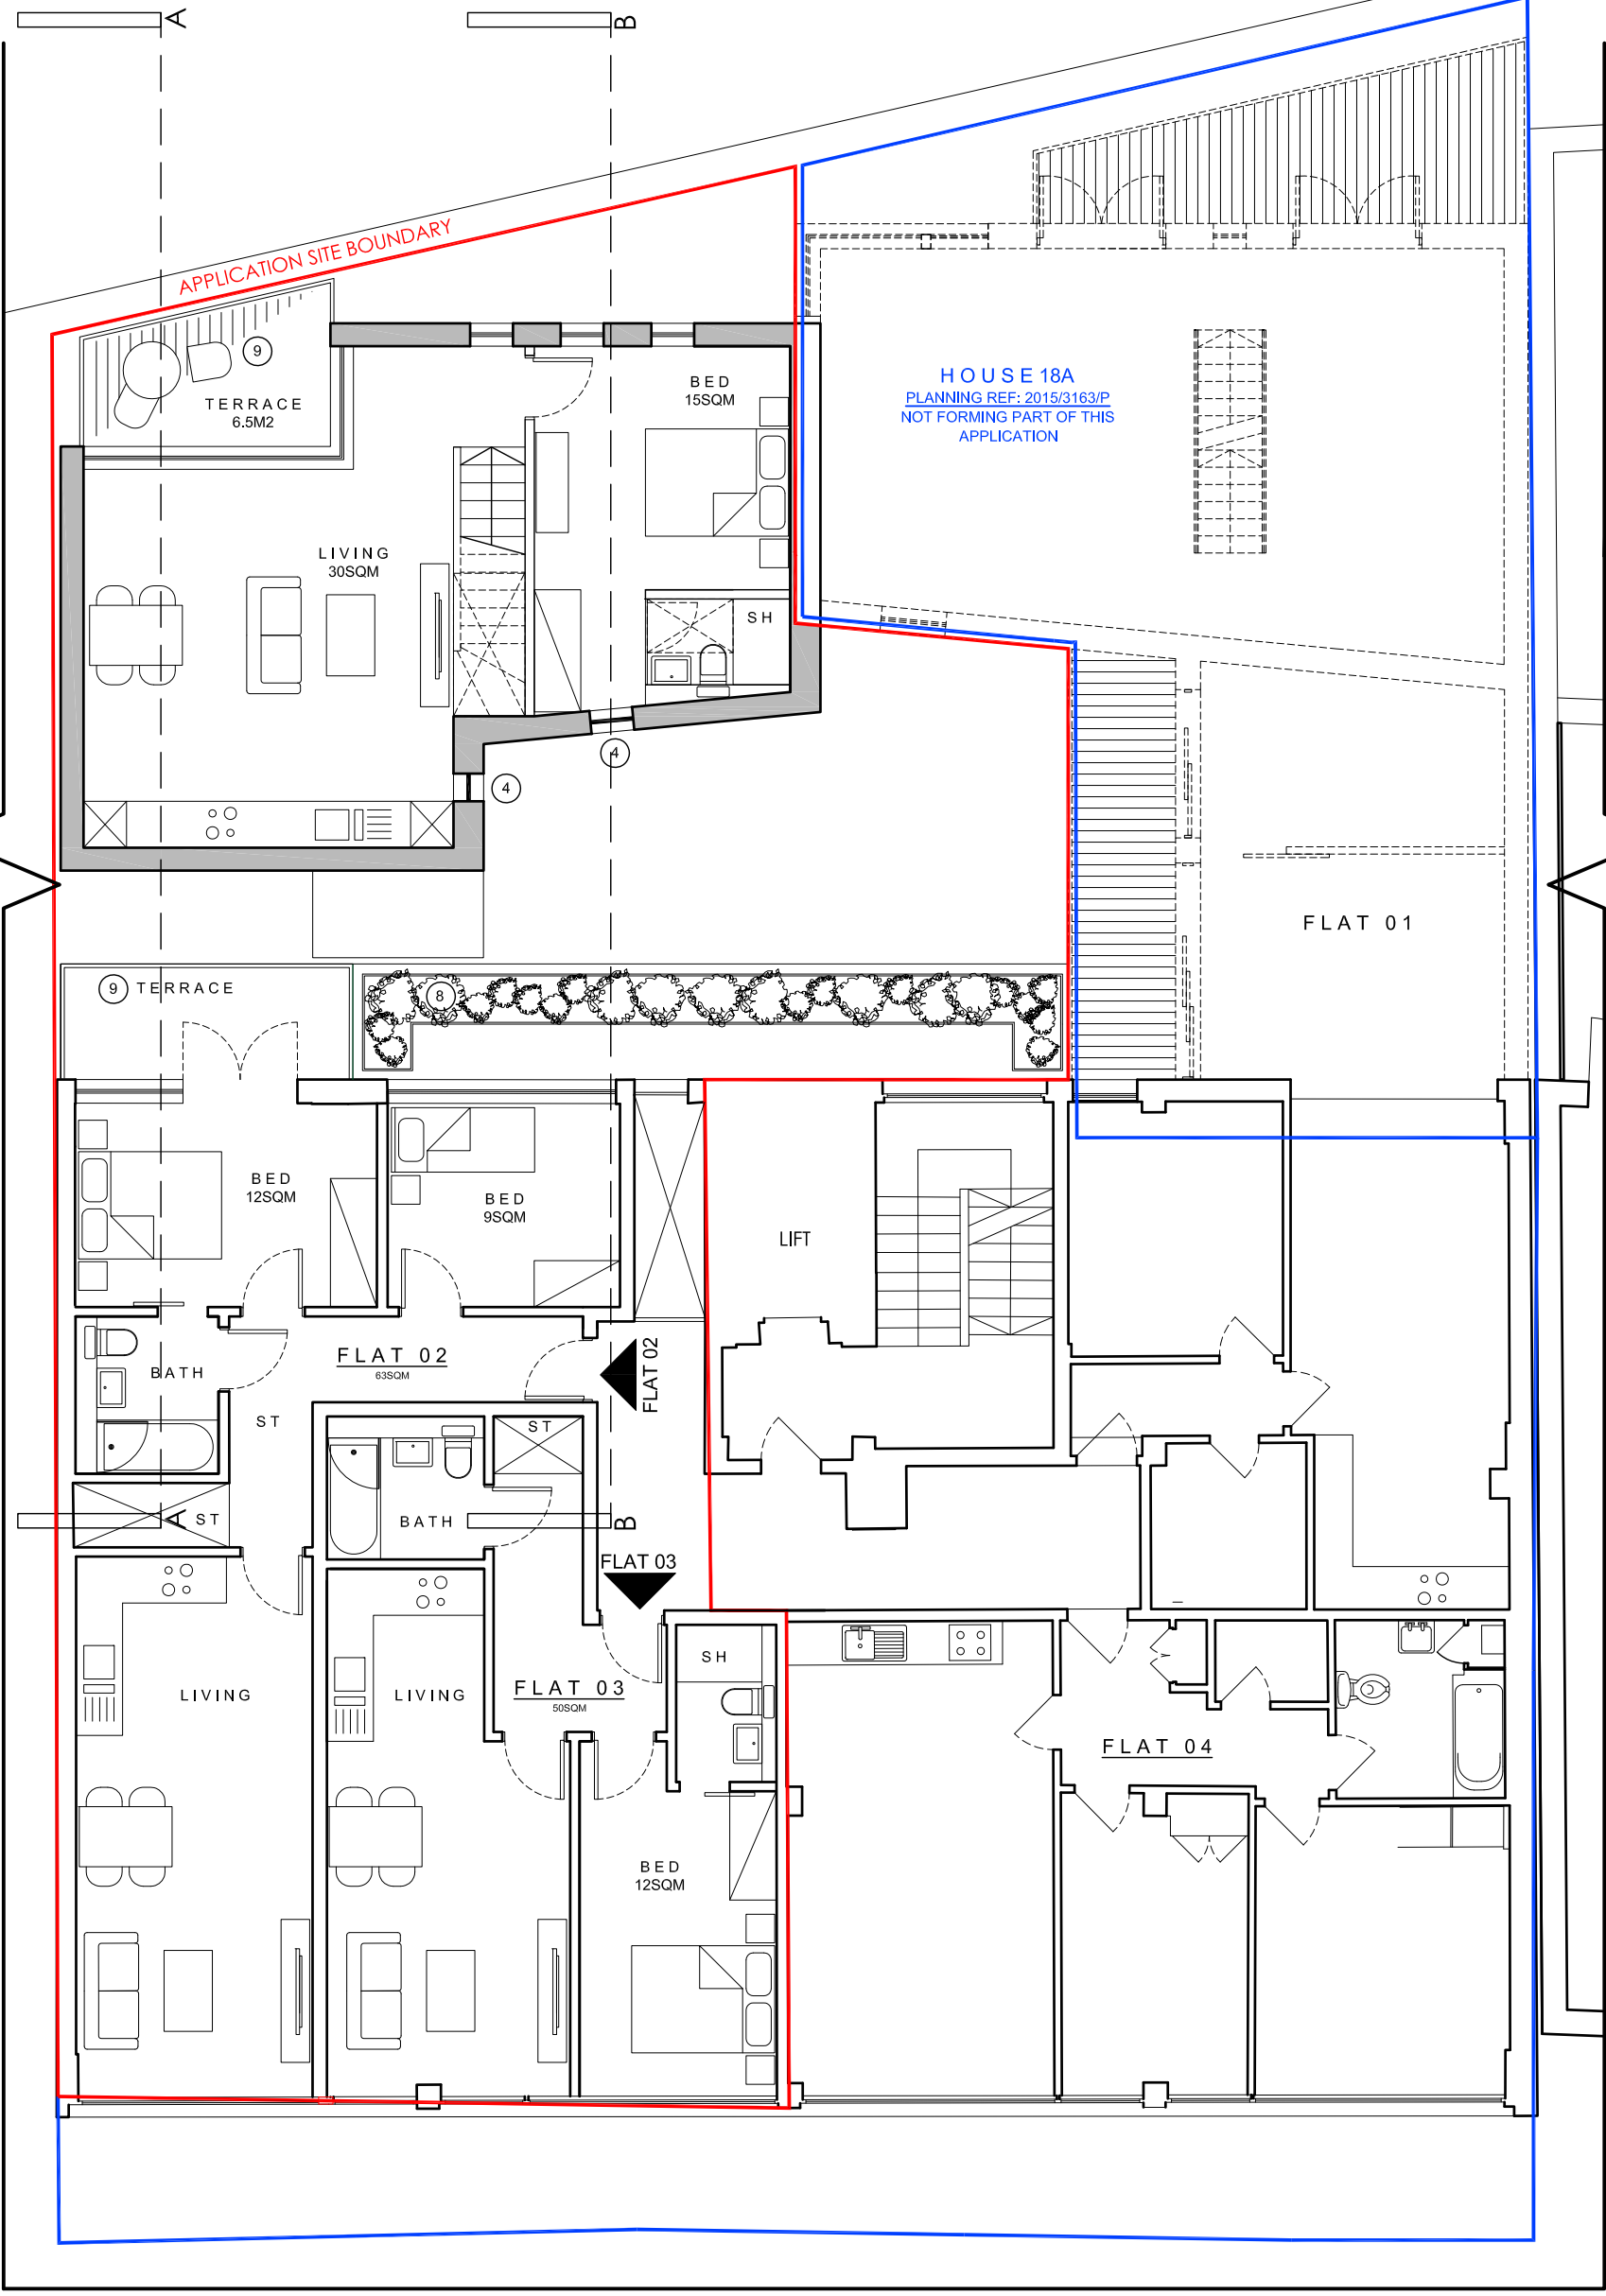 A
B
APPLICATION SITE BOUNDARY
9
TERRACE
6.5M2
BED
15SQM
HOUSE 18A
PLANNING REF: 2015/3163/P
NOT FORMING PART OF THIS
APPLICATION
LIVING
30SQM
SH
4
4
FLAT 01
9 TERRACE
8
BED
12SQM
BED
9SQM
LIFT
FLAT 02
63SQM
FLAT 02
BATH
ST
ST
A
ST
BATH
B
FLAT 03
SH
LIVING
LIVING
FLAT 03
50SQM
FLAT 04
BED
12SQM